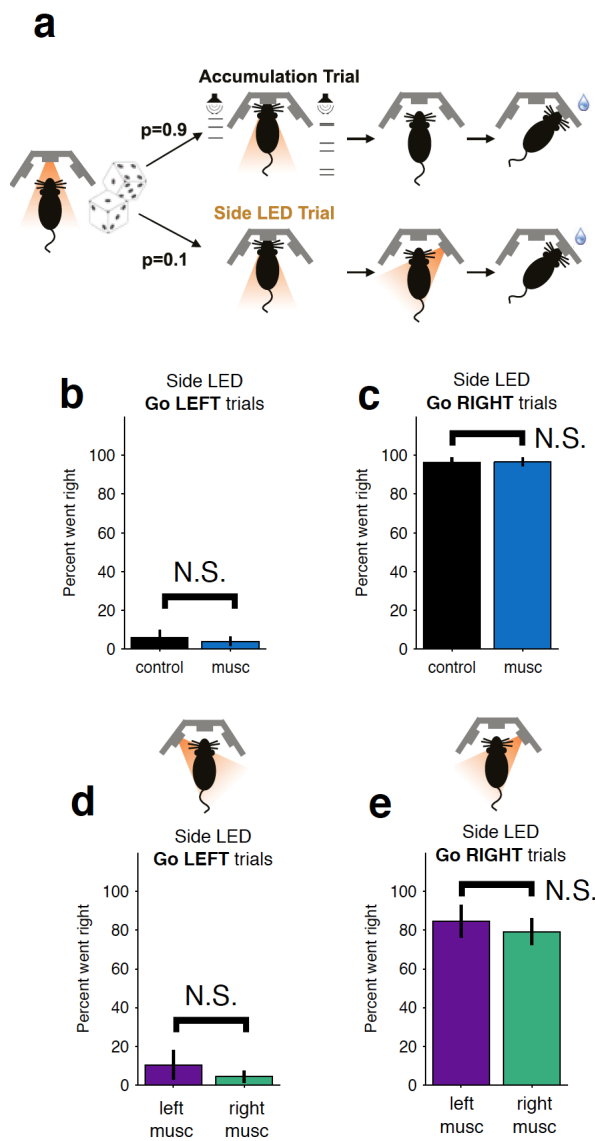 a
Accumulation Trial
p=0.9
Side LED Trial
p=0.1
b
Side LED
Go LEFT trials
Percent went right
100
80
60
40
20
0
N.S.
control
musc
c
Side LED
Go RIGHT trials
Percent went right
100
80
60
40
20
0
N.S.
control
musc
d
Side LED
Go LEFT trials
Percent went right
100
80
60
40
20
0
N.S.
left
musc
right
musc
e
Side LED
Go RIGHT trials
Percent went right
100
80
60
40
20
0
N.S.
left
musc
right
musc